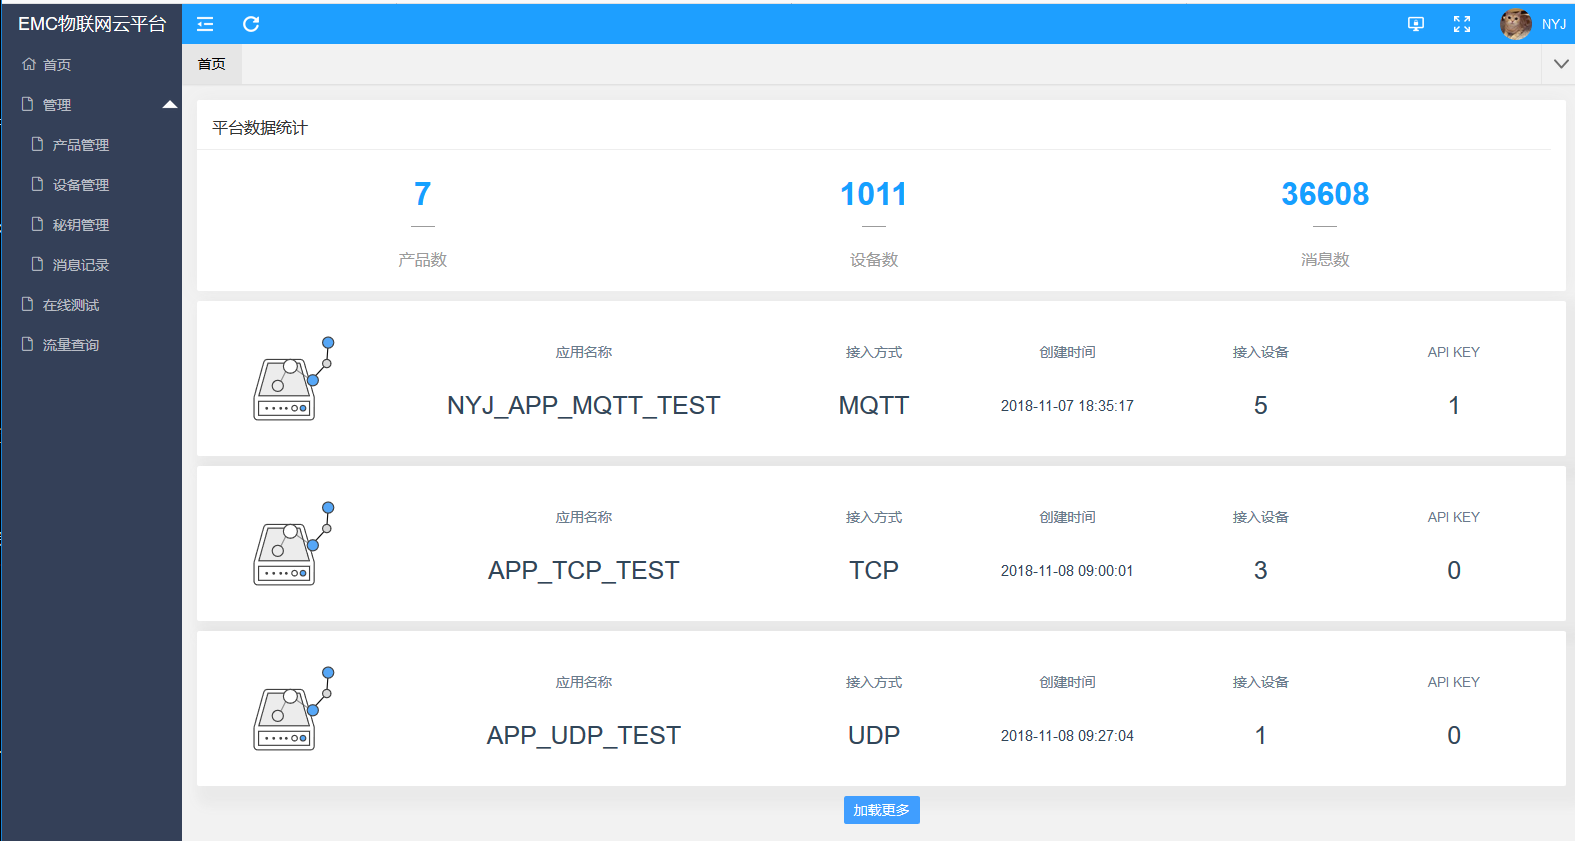 EMC物联网云平台
NYJ
首页
管理
产品管理
设备管理
秘钥管理
消息记录
在线测试
流量查询
首页
平台数据统计
7
产品数
1011
设备数
36608
消息数
应用名称 接入方式 创建时间 接入设备 API KEY
NYJ_APP_MQTT_TEST MQTT 2018-11-07 18:35:17 5 1
应用名称 接入方式 创建时间 接入设备 API KEY
APP_TCP_TEST TCP 2018-11-08 09:00:01 3 0
应用名称 接入方式 创建时间 接入设备 API KEY
APP_UDP_TEST UDP 2018-11-08 09:27:04 1 0
加载更多